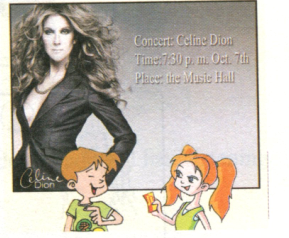 Concert: Celine Dion
Time:7:30 p. m. Oct. 7th
Place: the Music Hall
Celine
Dion